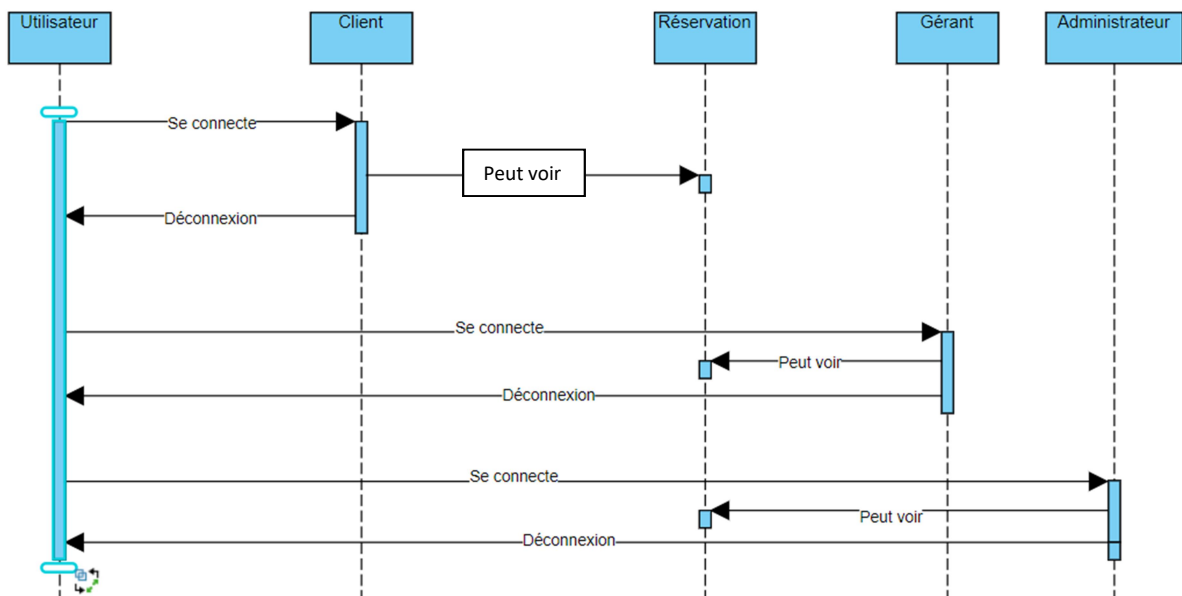 Utilisateur
Client
Réservation
Gérant
Administrateur
Se connecte
Peut voir
Déconnexion
Se connecte
Peut voir
Déconnexion
Se connecte
Peut voir
Déconnexion